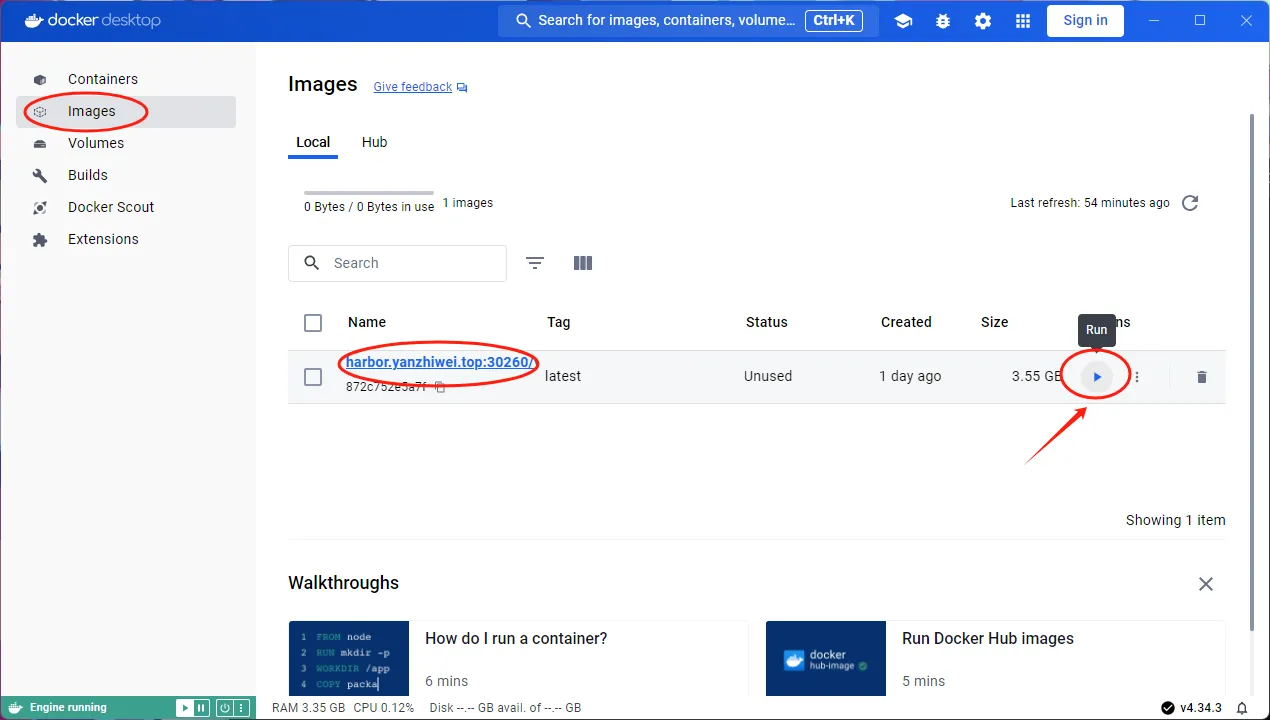 docker desktop
Search for images, containers, volume... Ctrl+K
Sign in
Containers
Images
Volumes
Builds
Docker Scout
Extensions
Images Give feedback
Local Hub
0 Bytes / 0 Bytes in use 1 images
Last refresh: 54 minutes ago
Search
Name Tag Status Created Size ns
Run
harbor.yanzhiwei.top:30260/
872c752e5a7f
latest Unused 1 day ago 3.55 GB
Showing 1 item
Walkthroughs
1 FROM node
2 RUN mkdir -p
3 WORKDIR /app
4 COPY packa
How do I run a container?
6 mins
docker
hub-image
Run Docker Hub images
5 mins
Engine running
RAM 3.35 GB CPU 0.12% Disk --.-- GB avail. of --.-- GB
v4.34.3